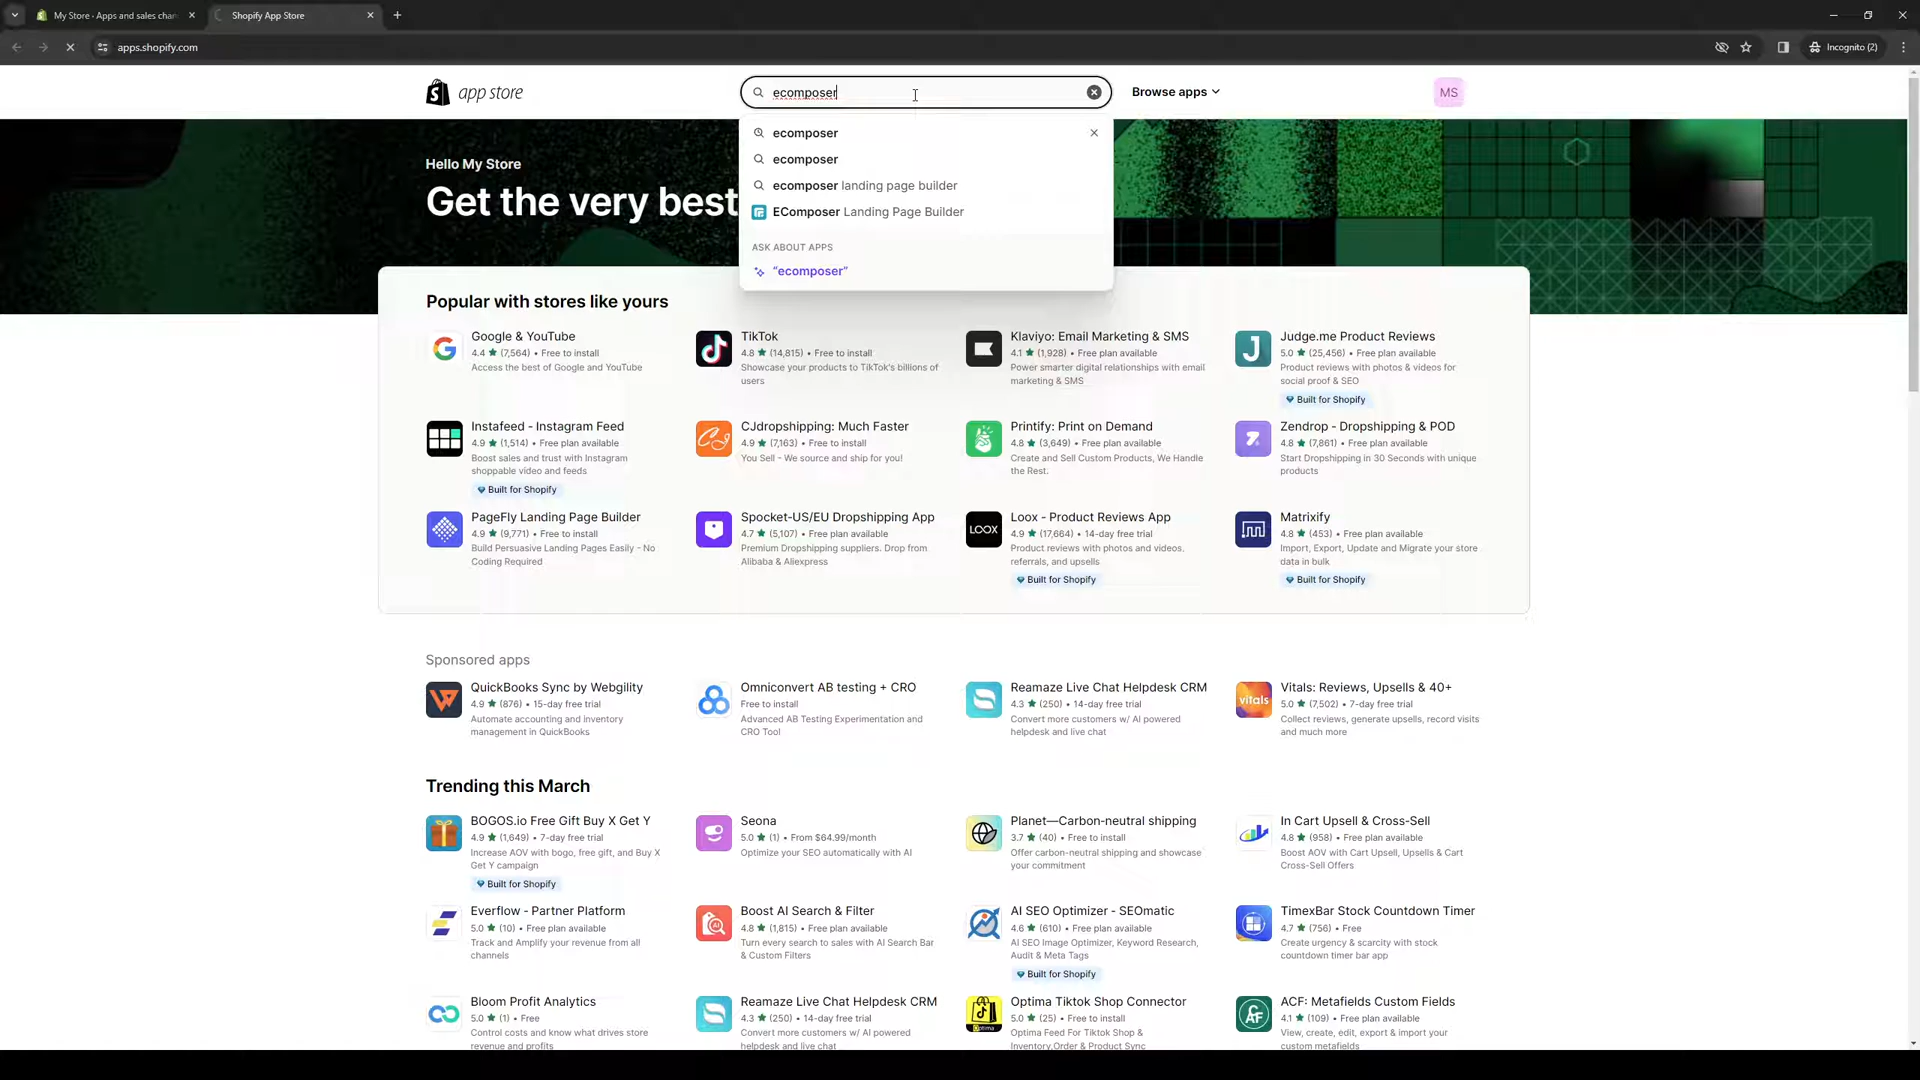 My Store · Apps and sales chan
Shopify App Store
apps.shopify.com
Incognito (2)
app store
ecomposer
Browse apps
MS
ecomposer
ecomposer
ecomposer landing page builder
EComposer Landing Page Builder
ASK ABOUT APPS
"ecomposer"
Hello My Store
Get the very best
Popular with stores like yours
Google & YouTube
4.4 ★ (7,564) • Free to install
Access the best of Google and YouTube
TikTok
4.8 ★ (14,815) • Free to install
Showcase your products to TikTok's billions of
users
Klaviyo: Email Marketing & SMS
4.1 ★ (1,928) • Free plan available
Power smarter digital relationships with email
marketing & SMS
Judge.me Product Reviews
5.0 ★ (25,456) • Free plan available
Product reviews with photos & videos for
social proof & SEO
Built for Shopify
Instafeed - Instagram Feed
4.9 ★ (1,514) • Free plan available
Boost sales and trust with Instagram
shoppable video and feeds
Built for Shopify
CJdropshipping: Much Faster
4.9 ★ (7,163) • Free to install
You Sell - We source and ship for you!
Printify: Print on Demand
4.8 ★ (3,649) • Free plan available
Create and Sell Custom Products, We Handle
the Rest.
Zendrop - Dropshipping & POD
4.8 ★ (7,861) • Free plan available
Start Dropshipping in 30 Seconds with unique
products
PageFly Landing Page Builder
4.9 ★ (9,771) • Free to install
Build Persuasive Landing Pages Easily - No
Coding Required
Spocket-US/EU Dropshipping App
4.7 ★ (5,107) • Free plan available
Premium Dropshipping suppliers. Drop from
Alibaba & Aliexpress
LOOX
Loox - Product Reviews App
4.9 ★ (17,664) • 14-day free trial
Product reviews with photos and videos,
referrals, and upsells
Built for Shopify
Matrixify
4.8 ★ (453) • Free plan available
Import, Export, Update and Migrate your store
data in bulk
Built for Shopify
Sponsored apps
QuickBooks Sync by Webgility
4.9 ★ (876) • 15-day free trial
Automate accounting and inventory
management in QuickBooks
Omniconvert AB testing + CRO
Free to install
Advanced AB Testing Experimentation and
CRO Tool
Reamaze Live Chat Helpdesk CRM
4.3 ★ (250) • 14-day free trial
Convert more customers w/ AI powered
helpdesk and live chat
vitals
Vitals: Reviews, Upsells & 40+
5.0 ★ (7,502) • 7-day free trial
Collect reviews, generate upsells, record visits
and much more
Trending this March
BOGOS.io Free Gift Buy X Get Y
4.9 ★ (1,649) • 7-day free trial
Increase AOV with bogo, free gift, and Buy X
Get Y campaign
Built for Shopify
Seona
5.0 ★ (1) • From $64.99/month
Optimize your SEO automatically with AI
Planet—Carbon-neutral shipping
3.7 ★ (40) • Free to install
Offer carbon-neutral shipping and showcase
your commitment
In Cart Upsell & Cross-Sell
4.8 ★ (958) • Free plan available
Boost AOV with Cart Upsell, Upsells & Cart
Cross-Sell Offers
Everflow - Partner Platform
5.0 ★ (10) • Free plan available
Track and Amplify your revenue from all
channels
Boost AI Search & Filter
4.8 ★ (1,815) • Free plan available
Turn every search to sales with AI Search Bar
& Custom Filters
AI SEO Optimizer - SEOmatic
4.6 ★ (610) • Free plan available
AI SEO Image Optimizer, Keyword Research,
Audit & Meta Tags
Built for Shopify
TimexBar Stock Countdown Timer
4.7 ★ (756) • Free
Create urgency & scarcity with stock
countdown timer bar app
Bloom Profit Analytics
5.0 ★ (1) • Free
Control costs and know what drives store
revenue and profits
Reamaze Live Chat Helpdesk CRM
4.3 ★ (250) • 14-day free trial
Convert more customers w/ AI powered
helpdesk and live chat
Optima
Optima Tiktok Shop Connector
5.0 ★ (25) • Free to install
Optima Feed For Tiktok Shop &
Inventory,Order & Product Sync
ACF: Metafields Custom Fields
4.1 ★ (109) • Free plan available
View, create, edit, export & import your
custom metafields